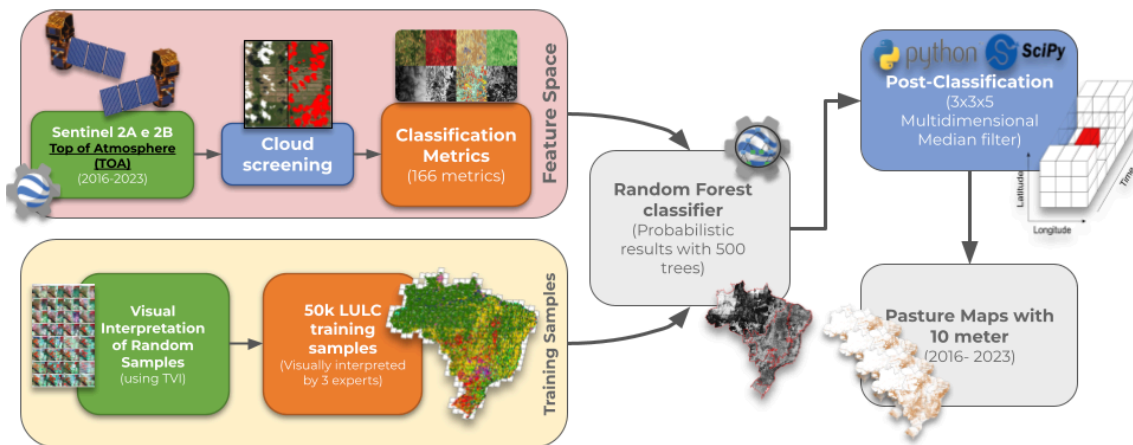 Sentinel 2A e 2B
Top of Atmosphere
(TOA)
(2016-2023)
Cloud
screening
Classification
Metrics
(166 metrics)
Feature Space
Visual
Interpretation
of Random
Samples
(using TVI)
50k LULC
training
samples
(Visually interpreted
by 3 experts)
Training Samples
Random Forest
classifier
(Probabilistic
results with 500
trees)
python
SciPy
Post-Classification
(3x3x5
Multidimensional
Median filter)
Latitude
Longitude
Time
Pasture Maps with
10 meter
(2016- 2023)